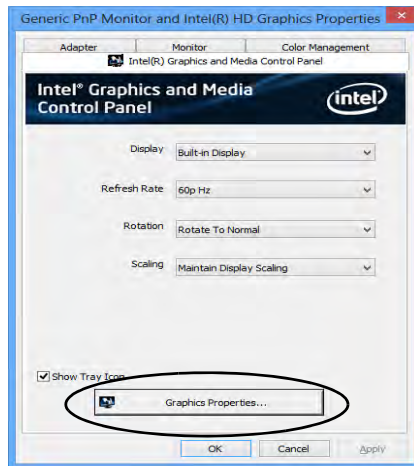 Generic PnP Monitor and Intel(R) HD Graphics Properties
Adapter Monitor Color Management
Intel(R) Graphics and Media Control Panel
Intel® Graphics and Media
Control Panel
intel
Display Built-in Display
Refresh Rate 60p Hz
Rotation Rotate To Normal
Scaling Maintain Display Scaling
Show Tray Icon
Graphics Properties...
OK Cancel Apply